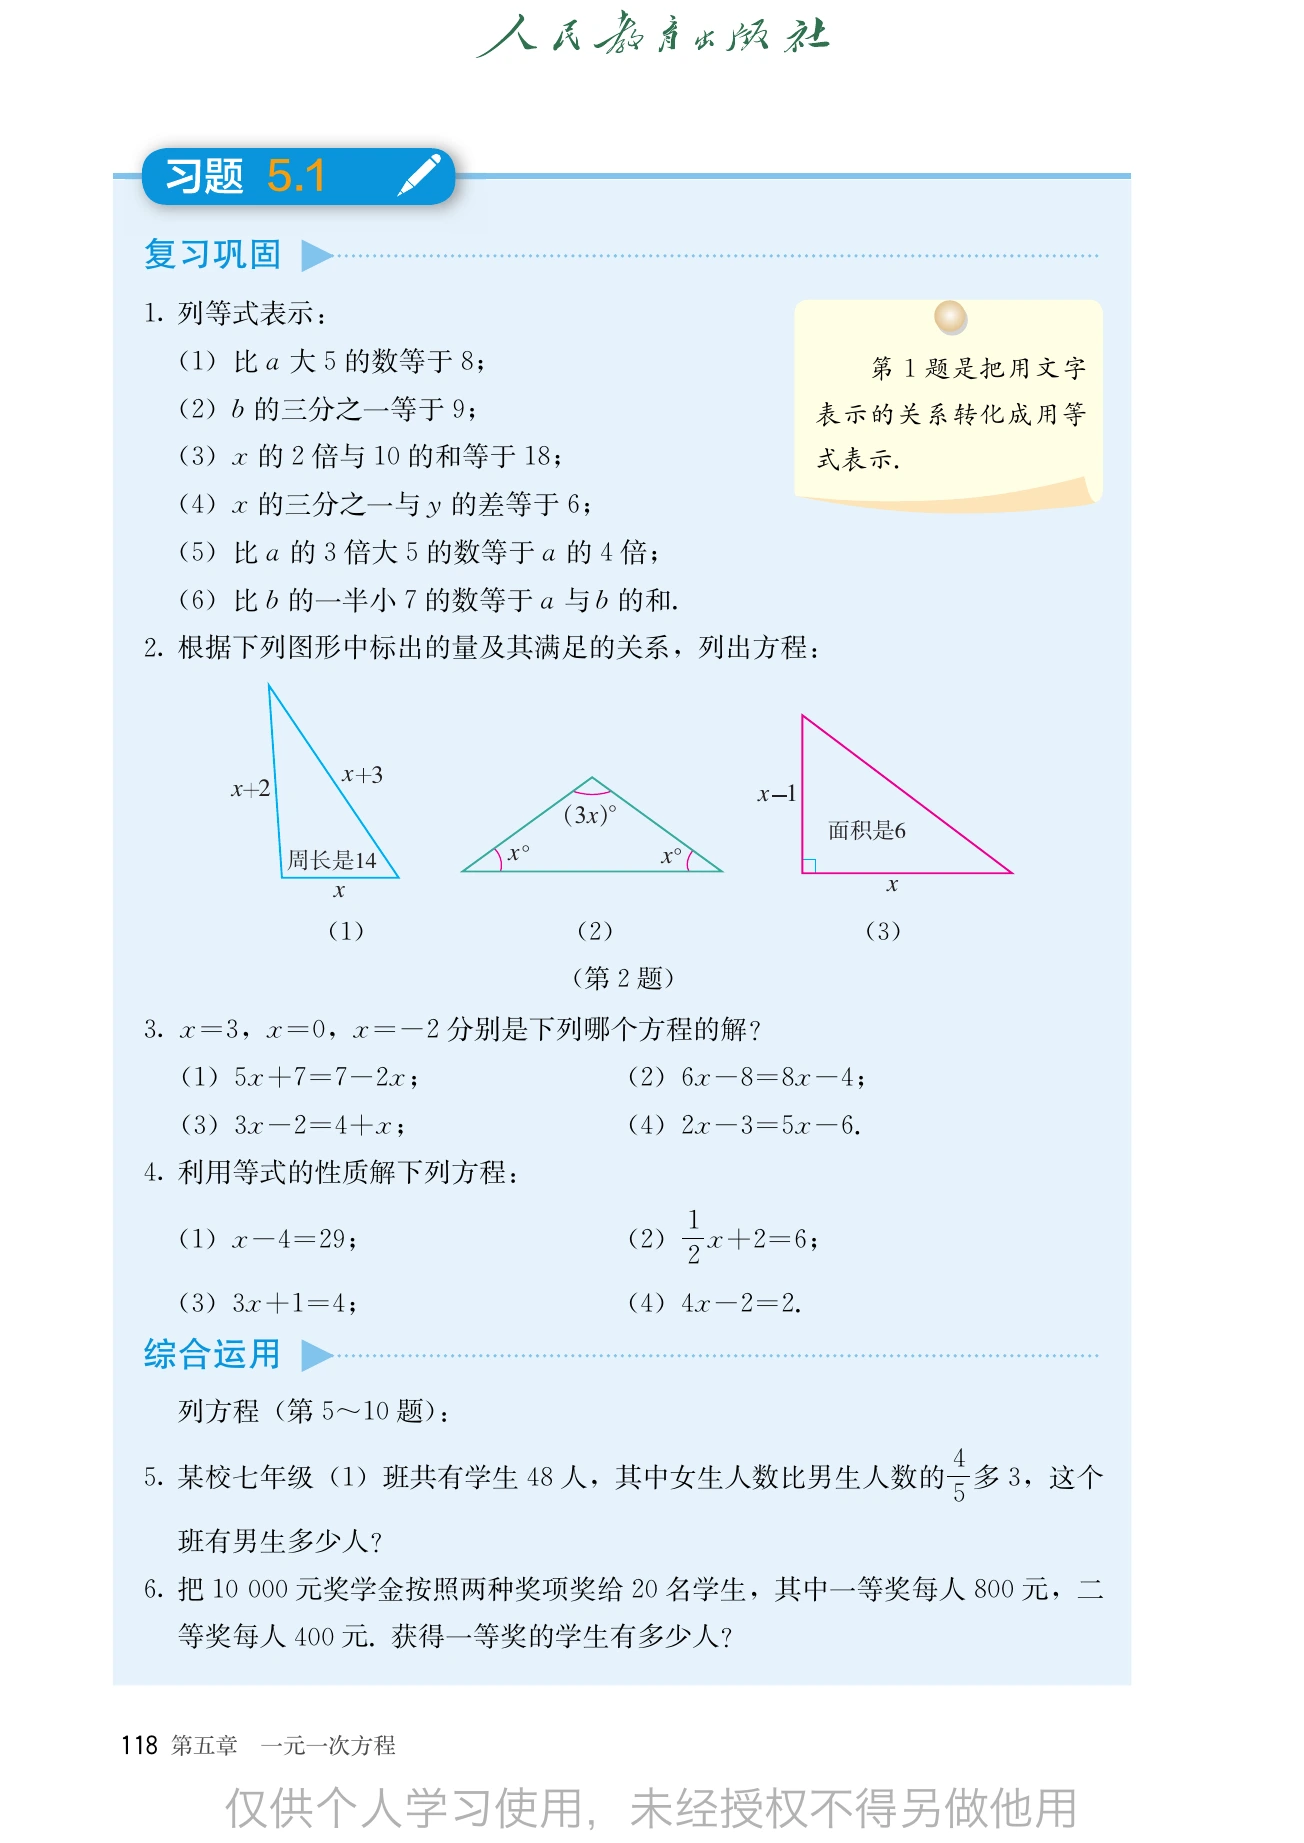 人民教育出版社
习题 5.1
复习巩固
1. 列等式表示：
（1）比 a 大 5 的数等于 8；
（2）b 的三分之一等于 9；
（3）x 的 2 倍与 10 的和等于 18；
（4）x 的三分之一与 y 的差等于 6；
（5）比 a 的 3 倍大 5 的数等于 a 的 4 倍；
（6）比 b 的一半小 7 的数等于 a 与 b 的和.
第 1 题是把用文字
表示的关系转化成用等
式表示.
2. 根据下列图形中标出的量及其满足的关系，列出方程：
x+2
x+3
周长是14
x
（1）
(3x)°
x°
x°
（2）
x−1
面积是6
x
（3）
（第 2 题）
3. x=3，x=0，x=−2 分别是下列哪个方程的解？
（1）5x+7=7−2x； （2）6x−8=8x−4；
（3）3x−2=4+x； （4）2x−3=5x−6.
4. 利用等式的性质解下列方程：
（1）x−4=29； （2）1/2 x+2=6；
（3）3x+1=4； （4）4x−2=2.
综合运用
列方程（第 5～10 题）：
5. 某校七年级（1）班共有学生 48 人，其中女生人数比男生人数的4/5多 3，这个
班有男生多少人？
6. 把 10 000 元奖学金按照两种奖项奖给 20 名学生，其中一等奖每人 800 元，二
等奖每人 400 元. 获得一等奖的学生有多少人？
118 第五章 一元一次方程
仅供个人学习使用，未经授权不得另做他用